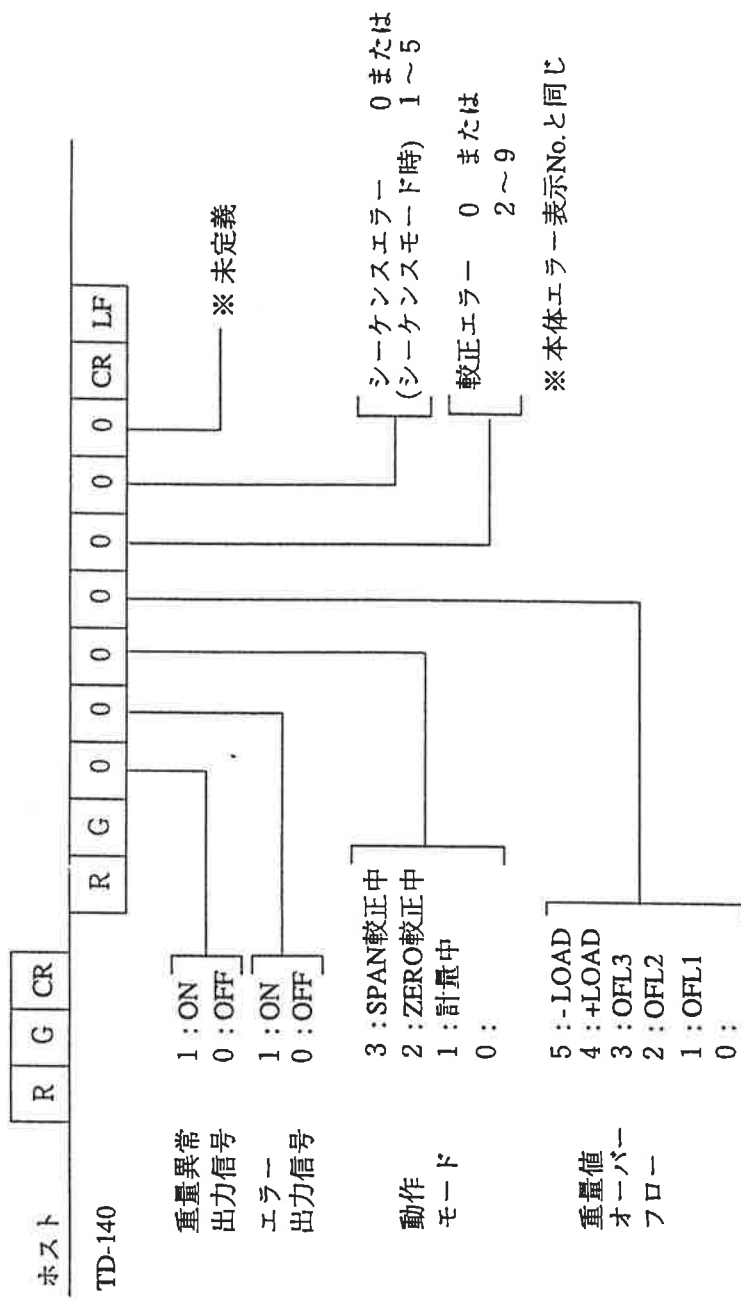 ホスト
R G CR
TD-140
R G 0 0 0 0 0 0 0 CR LF
重量異常
出力信号
1 : ON
0 : OFF
エラー
出力信号
1 : ON
0 : OFF
動作
モード
3 : SPAN較正中
2 : ZERO較正中
1 : 計量中
0 :
重量値
オーバー
フロー
5 : -LOAD
4 : +LOAD
3 : OFL3
2 : OFL2
1 : OFL1
0 :
※ 未定義
シーケンスエラー 0 または
(シーケンスモード時) 1 ～ 5
較正エラー 0 または
2 ～ 9
※ 本体エラー表示No.と同じ